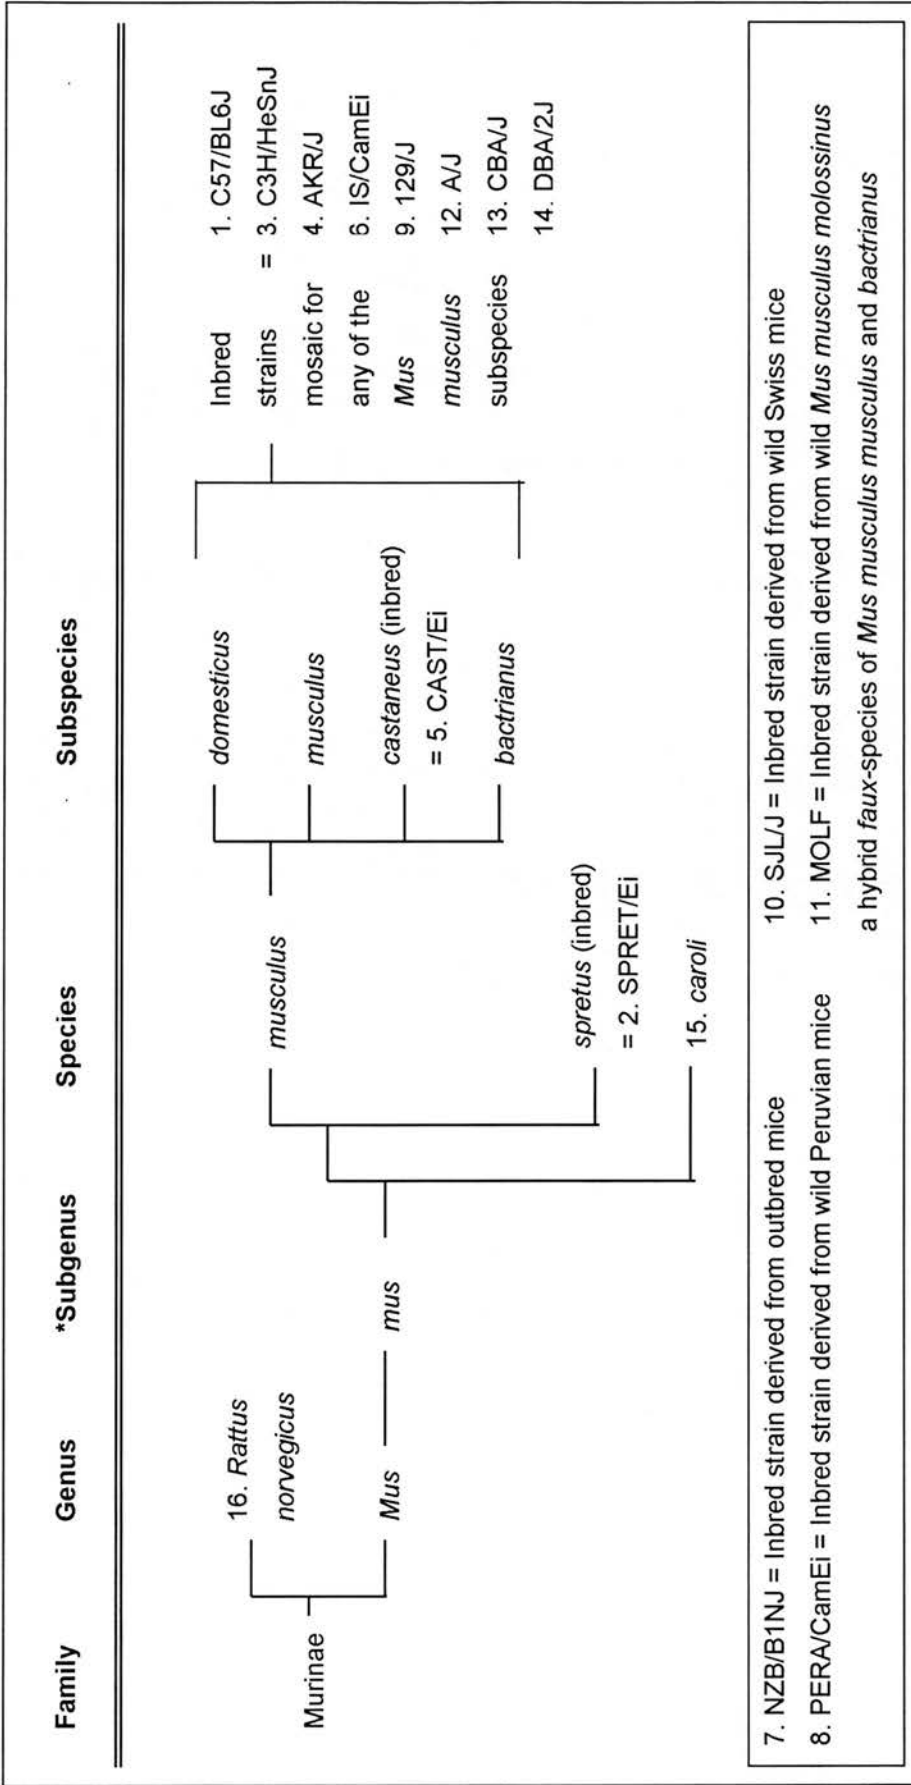 Family Genus *Subgenus Species Subspecies
Murinae
16. Rattus
norvegicus
Mus
mus
musculus
spretus (inbred)
= 2. SPRET/Ei
15. caroli
domesticus
musculus
castaneus (inbred)
= 5. CAST/Ei
bactrianus
Inbred
strains =
mosaic for
any of the
Mus
musculus
subspecies
1. C57/BL6J
3. C3H/HeSnJ
4. AKR/J
6. IS/CamEi
9. 129/J
12. A/J
13. CBA/J
14. DBA/2J
7. NZB/B1NJ = Inbred strain derived from outbred mice
8. PERA/CamEi = Inbred strain derived from wild Peruvian mice
10. SJL/J = Inbred strain derived from wild Swiss mice
11. MOLF = Inbred strain derived from wild Mus musculus molossinus
a hybrid faux-species of Mus musculus musculus and bactrianus